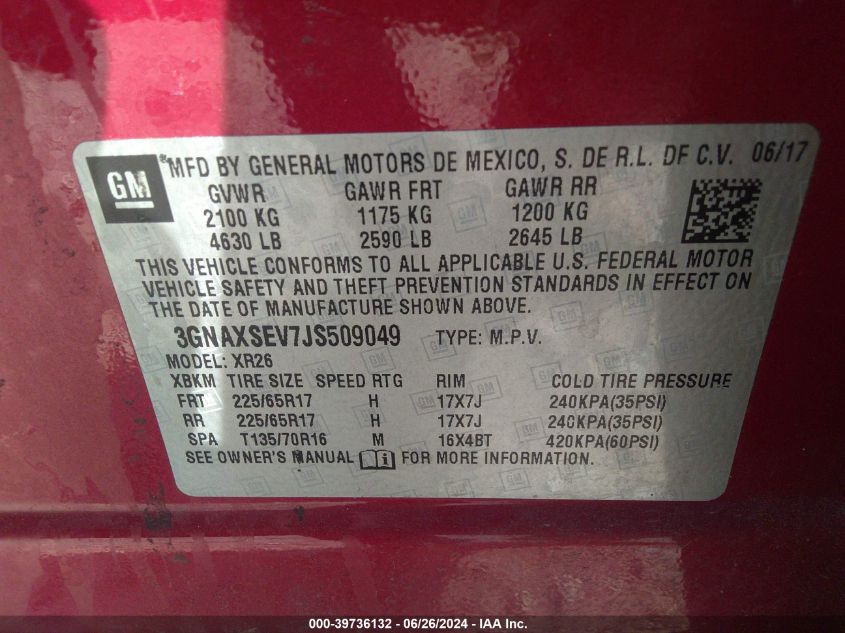 GM
® MFD BY GENERAL MOTORS DE MEXICO, S. DE R.L. DF C.V. 06/17
GVWR GAWR FRT GAWR RR
2100 KG 1175 KG 1200 KG
4630 LB 2590 LB 2645 LB
THIS VEHICLE CONFORMS TO ALL APPLICABLE U.S. FEDERAL MOTOR
VEHICLE SAFETY AND THEFT PREVENTION STANDARDS IN EFFECT ON
THE DATE OF MANUFACTURE SHOWN ABOVE.
3GNAXSEV7JS509049 TYPE: M.P.V.
MODEL: XR26
XBKM TIRE SIZE SPEED RTG RIM COLD TIRE PRESSURE
FRT 225/65R17 H 17X7J 240KPA(35PSI)
RR 225/65R17 H 17X7J 240KPA(35PSI)
SPA T135/70R16 M 16X4BT 420KPA(60PSI)
SEE OWNER'S MANUAL FOR MORE INFORMATION.
000-39736132 - 06/26/2024 - IAA Inc.